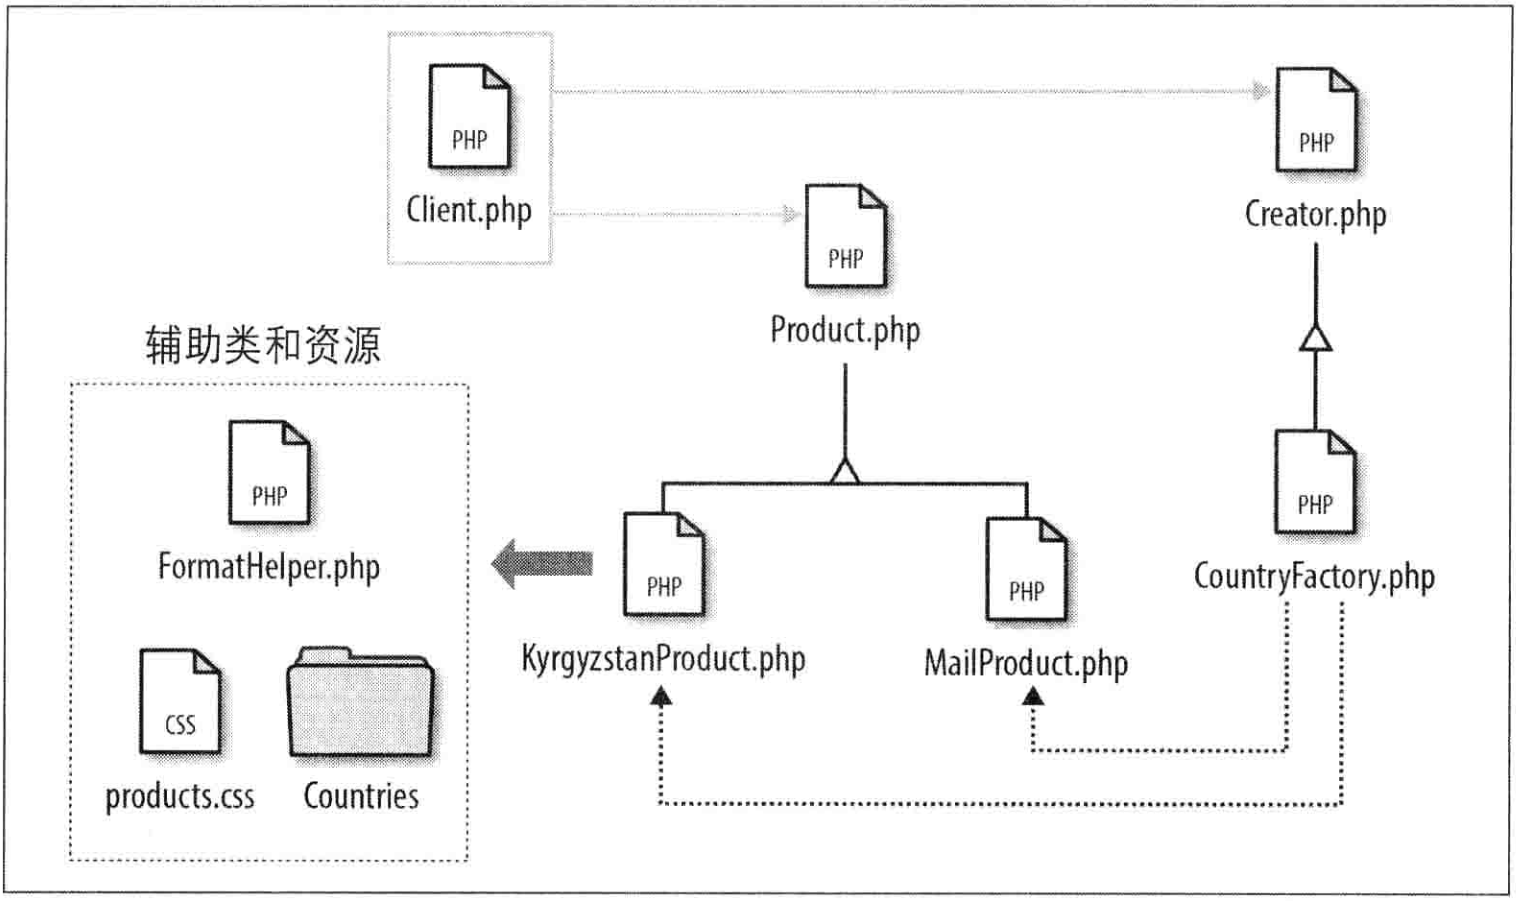 PHP
Client.php
PHP
Creator.php
PHP
Product.php
辅助类和资源
PHP
FormatHelper.php
PHP
KyrgyzstanProduct.php
PHP
MailProduct.php
PHP
CountryFactory.php
CSS
products.css
Countries